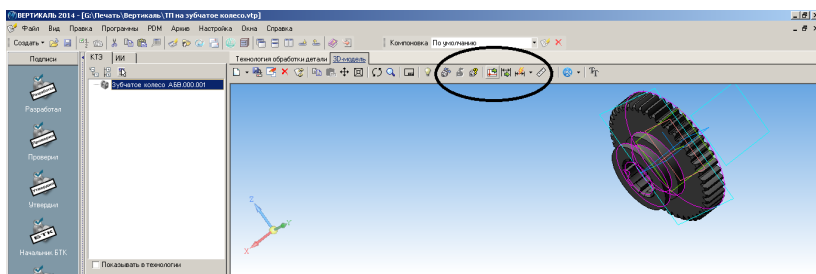 ВЕРТИКАЛЬ 2014 - [G:\Печать\Вертикаль\ТП на зубчатое колесо.vtp]
Файл Вид Правка Программы PDM Архив Настройка Окна Справка
Создать Компоновка По умолчанию
Подписи КТЭ ИИ Технология обработки детали 3D-модель
Зубчатое колесо АБВ.000.001
Разработал
Проверил
Утвердил
БТК
Начальник БТК
Z
Y
X
Показывать в технологии